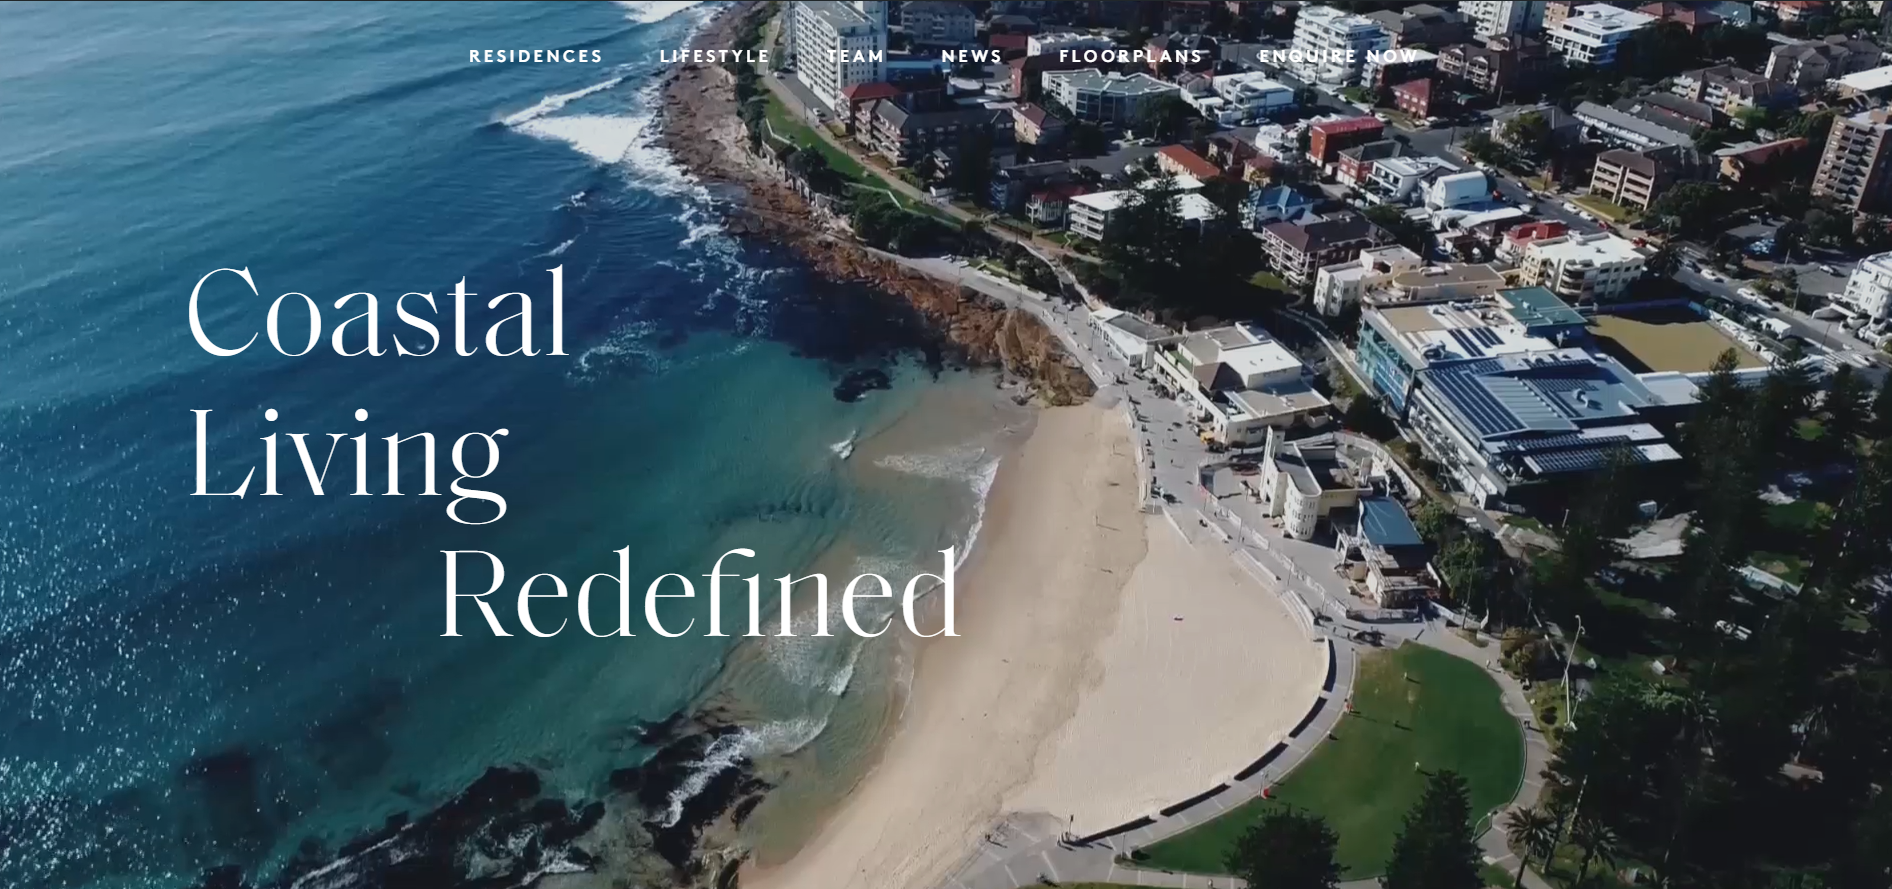 RESIDENCES LIFESTYLE TEAM NEWS FLOORPLANS ENQUIRE NOW
Coastal
Living
Redefined